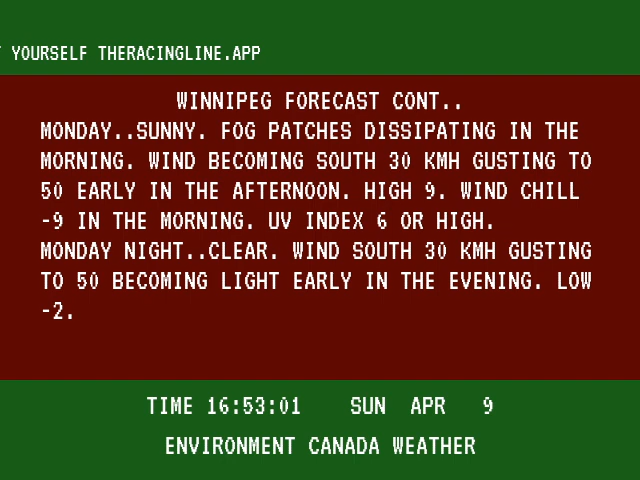 YOURSELF THERACINGLINE.APP
WINNIPEG FORECAST CONT..
MONDAY..SUNNY. FOG PATCHES DISSIPATING IN THE
MORNING. WIND BECOMING SOUTH 30 KMH GUSTING TO
50 EARLY IN THE AFTERNOON. HIGH 9. WIND CHILL
-9 IN THE MORNING. UV INDEX 6 OR HIGH.
MONDAY NIGHT..CLEAR. WIND SOUTH 30 KMH GUSTING
TO 50 BECOMING LIGHT EARLY IN THE EVENING. LOW
-2.
TIME 16:53:01 SUN APR 9
ENVIRONMENT CANADA WEATHER